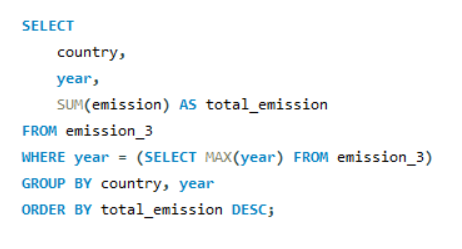 SELECT
    country,
    year,
    SUM(emission) AS total_emission
FROM emission_3
WHERE year = (SELECT MAX(year) FROM emission_3)
GROUP BY country, year
ORDER BY total_emission DESC;